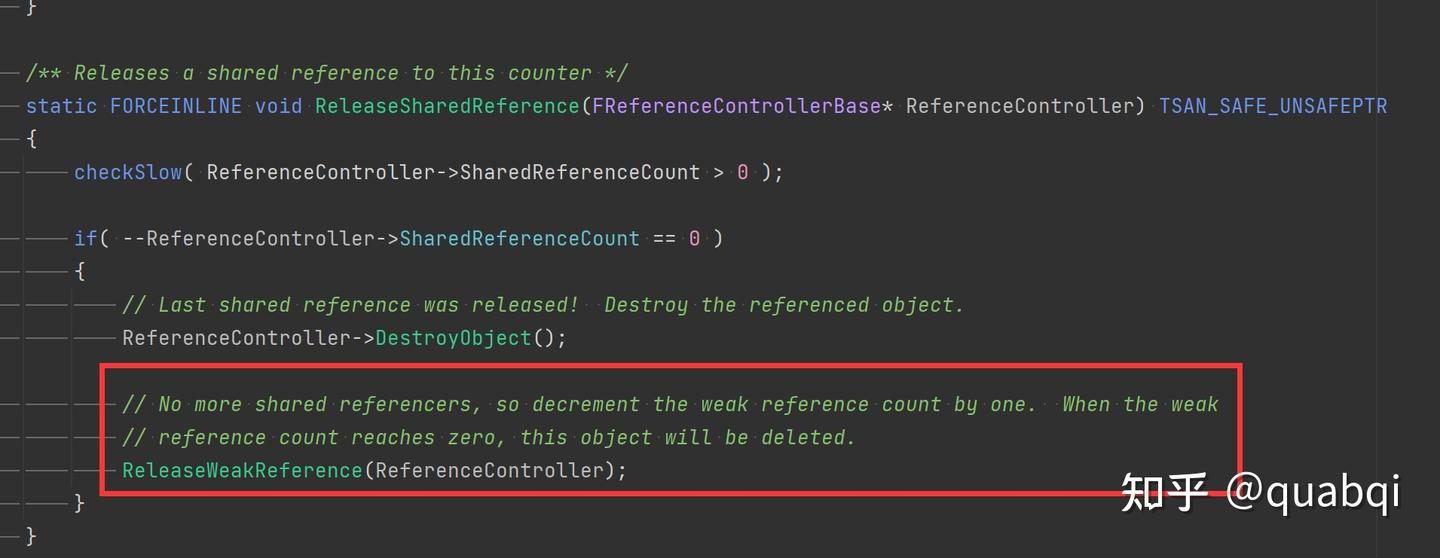 }
/** Releases a shared reference to this counter */
static FORCEINLINE void ReleaseSharedReference(FReferenceControllerBase* ReferenceController) TSAN_SAFE_UNSAFEPTR
{
checkSlow( ReferenceController->SharedReferenceCount > 0 );
if( --ReferenceController->SharedReferenceCount == 0 )
{
// Last shared reference was released!  Destroy the referenced object.
ReferenceController->DestroyObject();
// No more shared referencers, so decrement the weak reference count by one.  When the weak
// reference count reaches zero, this object will be deleted.
ReleaseWeakReference(ReferenceController);
}
}
知乎 @quabqi